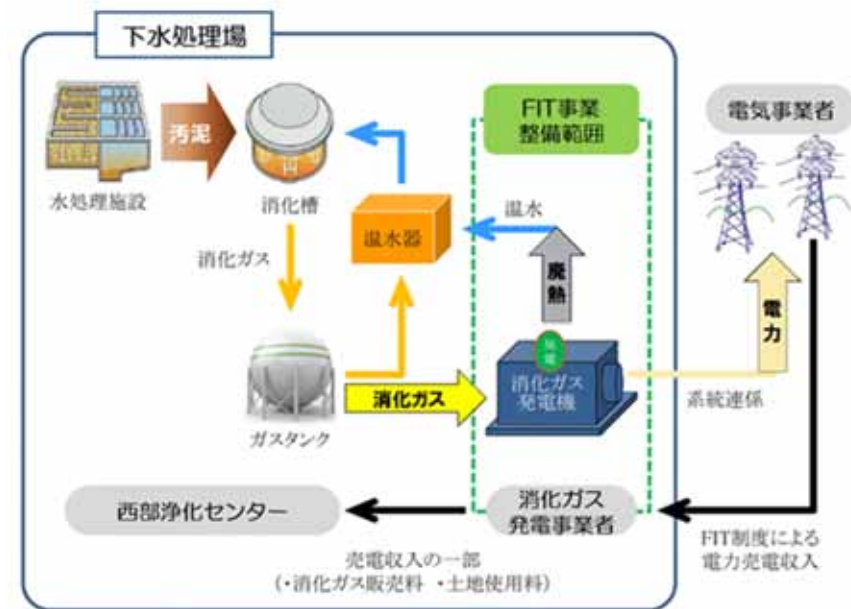 下水処理場
水処理施設
汚泥
消化槽
FIT事業
整備範囲
電気事業者
温水
温水器
消化ガス
廃熱
電力
発電
消化ガス
発電機
ガスタンク
消化ガス
系統連係
西部浄化センター
消化ガス
発電事業者
売電収入の一部
(・消化ガス販売料 ・土地使用料)
FIT制度による
電力売電収入